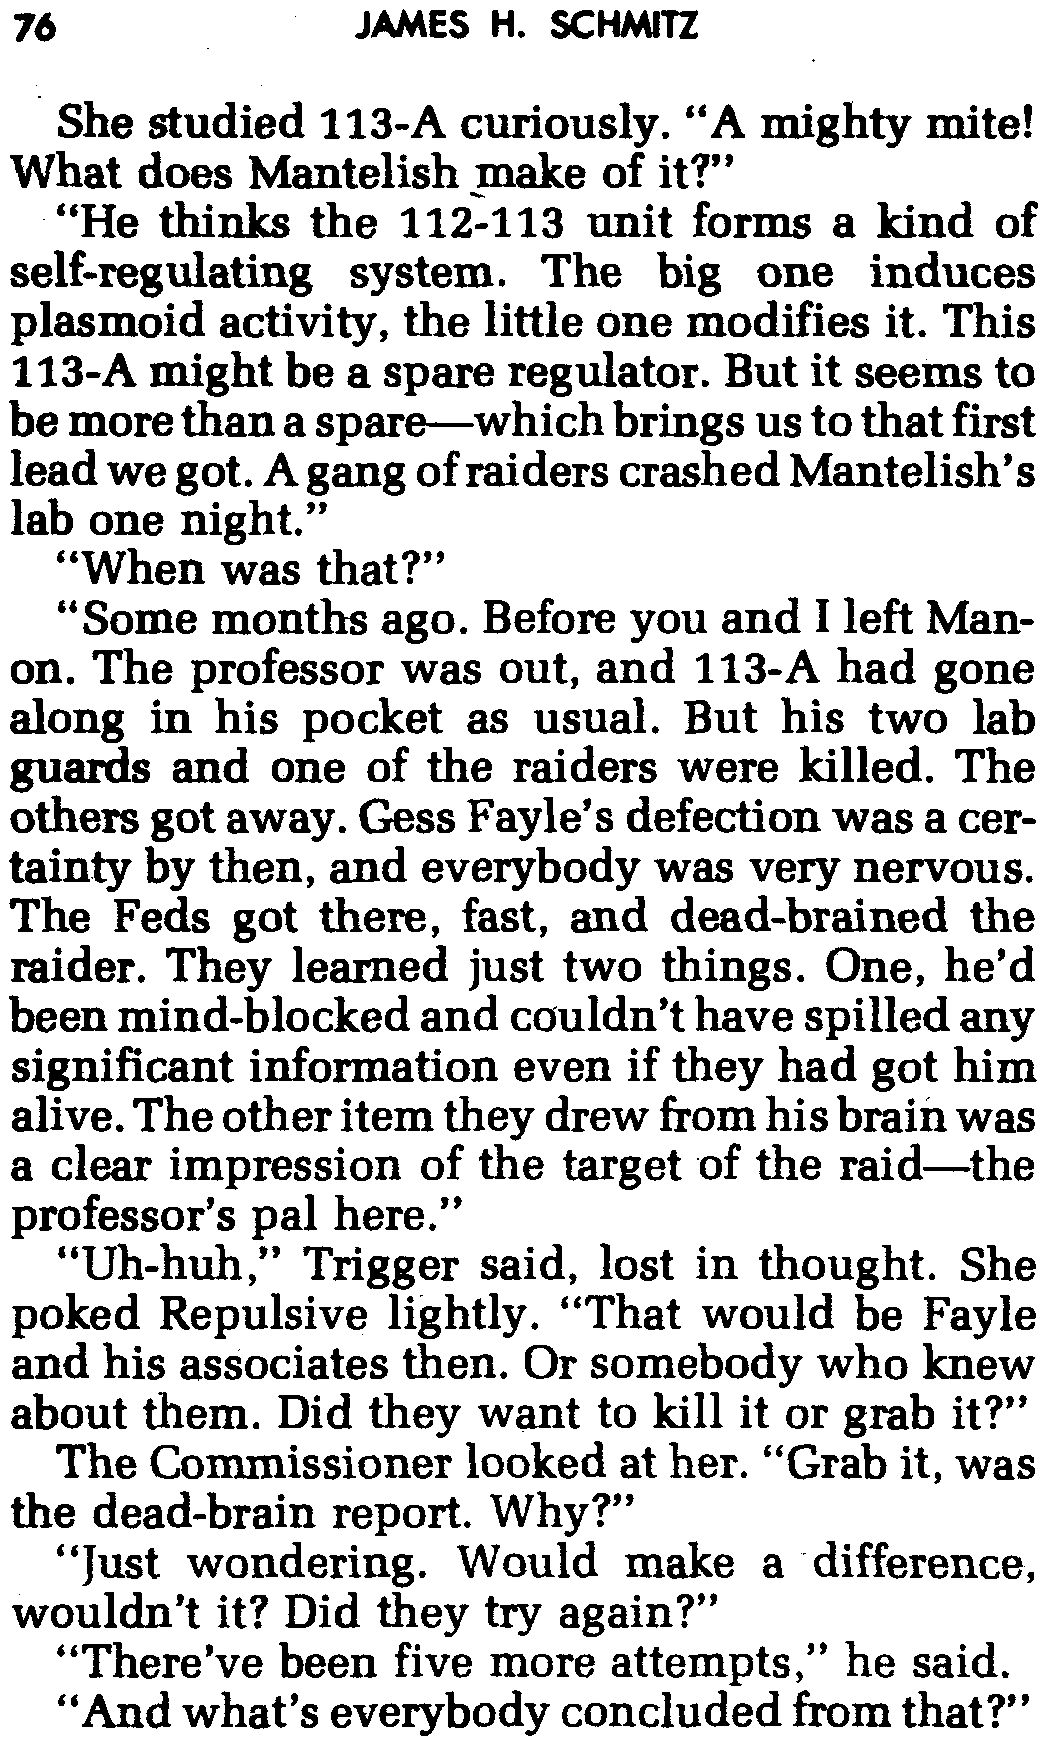 76 JAMES H. SCHMITZ
She studied 113-A curiously. “A mighty mite!
What does Mantelish make of it?”
“He thinks the 112-113 unit forms a kind of
self-regulating system. The big one induces
plasmoid activity, the little one modifies it. This
113-A might be a spare regulator. But it seems to
be more than a spare—which brings us to that first
lead we got. A gang of raiders crashed Mantelish’s
lab one night.”
“When was that?”
“Some months ago. Before you and I left Man-
on. The professor was out, and 113-A had gone
along in his pocket as usual. But his two lab
guards and one of the raiders were killed. The
others got away. Gess Fayle’s defection was a cer-
tainty by then, and everybody was very nervous.
The Feds got there, fast, and dead-brained the
raider. They learned just two things. One, he’d
been mind-blocked and couldn’t have spilled any
significant information even if they had got him
alive. The other item they drew from his brain was
a clear impression of the target of the raid—the
professor’s pal here.”
“Uh-huh,” Trigger said, lost in thought. She
poked Repulsive lightly. “That would be Fayle
and his associates then. Or somebody who knew
about them. Did they want to kill it or grab it?”
The Commissioner looked at her. “Grab it, was
the dead-brain report. Why?”
“Just wondering. Would make a difference,
wouldn’t it? Did they try again?”
“There’ve been five more attempts,” he said.
“And what’s everybody concluded from that?”